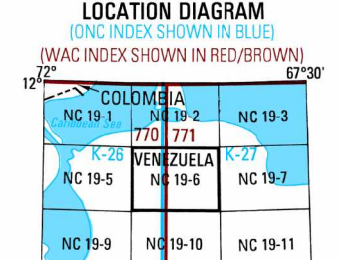 LOCATION DIAGRAM
(ONC INDEX SHOWN IN BLUE)
(WAC INDEX SHOWN IN RED/BROWN)
72° 67°30'
12°
COLOMBIA
NC 19-1 NC 19-2 NC 19-3
Caribbean Sea 770 771
K-26 VENEZUELA K-27
NC 19-5 NC 19-6 NC 19-7
NC 19-9 NC 19-10 NC 19-11